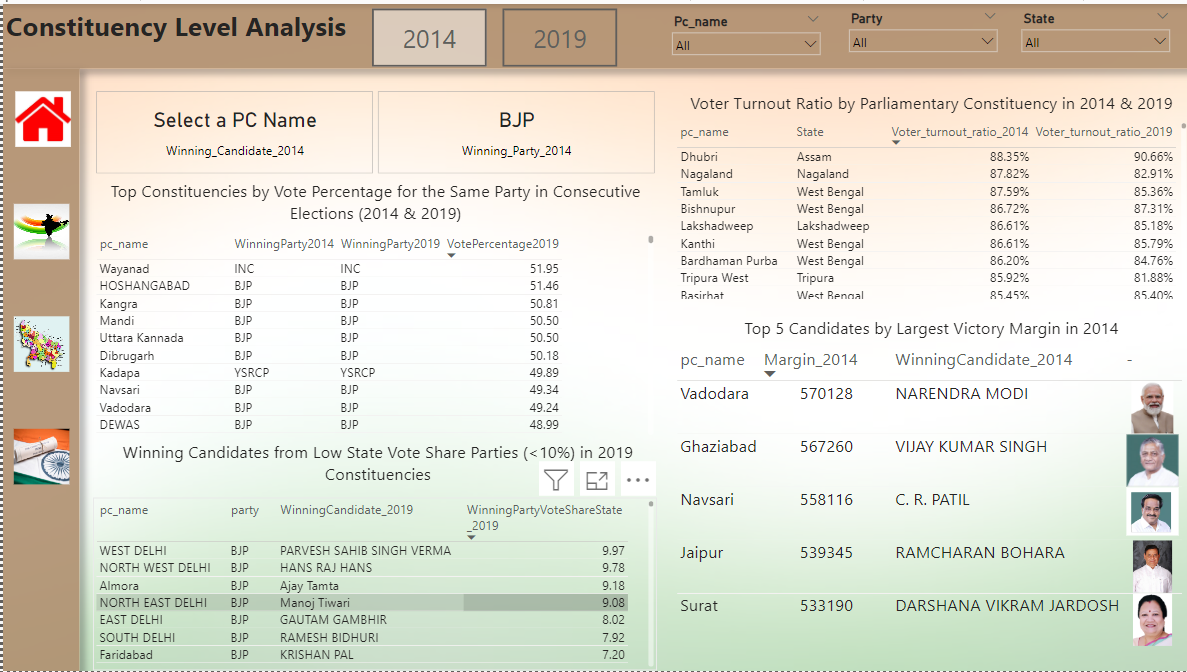 Constituency Level Analysis
2014
2019
Pc_name
All
Party
All
State
All
Select a PC Name
Winning_Candidate_2014
BJP
Winning_Party_2014
Top Constituencies by Vote Percentage for the Same Party in Consecutive
Elections (2014 & 2019)
pc_name WinningParty2014 WinningParty2019 VotePercentage2019
Wayanad INC INC 51.95
HOSHANGABAD BJP BJP 51.46
Kangra BJP BJP 50.81
Mandi BJP BJP 50.50
Uttara Kannada BJP BJP 50.50
Dibrugarh BJP BJP 50.18
Kadapa YSRCP YSRCP 49.89
Navsari BJP BJP 49.34
Vadodara BJP BJP 49.24
DEWAS BJP BJP 48.99
Winning Candidates from Low State Vote Share Parties (<10%) in 2019
Constituencies
pc_name party WinningCandidate_2019 WinningPartyVoteShareState
_2019
WEST DELHI BJP PARVESH SAHIB SINGH VERMA 9.97
NORTH WEST DELHI BJP HANS RAJ HANS 9.78
Almora BJP Ajay Tamta 9.18
NORTH EAST DELHI BJP Manoj Tiwari 9.08
EAST DELHI BJP GAUTAM GAMBHIR 8.02
SOUTH DELHI BJP RAMESH BIDHURI 7.92
Faridabad BJP KRISHAN PAL 7.20
Voter Turnout Ratio by Parliamentary Constituency in 2014 & 2019
pc_name State Voter_turnout_ratio_2014 Voter_turnout_ratio_2019
Dhubri Assam 88.35% 90.66%
Nagaland Nagaland 87.82% 82.91%
Tamluk West Bengal 87.59% 85.36%
Bishnupur West Bengal 86.72% 87.31%
Lakshadweep Lakshadweep 86.61% 85.18%
Kanthi West Bengal 86.61% 85.79%
Bardhaman Purba West Bengal 86.20% 84.76%
Tripura West Tripura 85.92% 81.88%
Basirhat West Bengal 85.45% 85.40%
Top 5 Candidates by Largest Victory Margin in 2014
pc_name Margin_2014 WinningCandidate_2014 -
Vadodara 570128 NARENDRA MODI
Ghaziabad 567260 VIJAY KUMAR SINGH
Navsari 558116 C. R. PATIL
Jaipur 539345 RAMCHARAN BOHARA
Surat 533190 DARSHANA VIKRAM JARDOSH